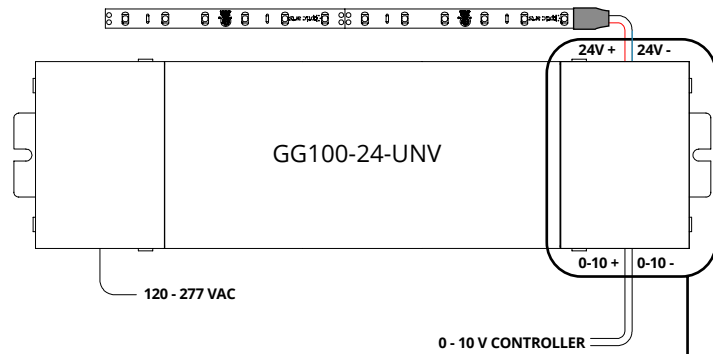 24V + 24V -
GG100-24-UNV
0-10 + 0-10 -
120 - 277 VAC
0 - 10 V CONTROLLER